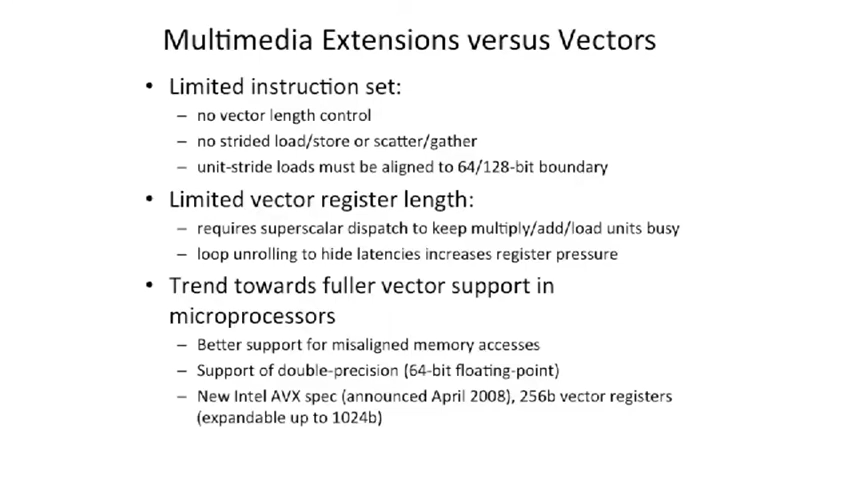 Multimedia Extensions versus Vectors
• Limited instruction set:
– no vector length control
– no strided load/store or scatter/gather
– unit-stride loads must be aligned to 64/128-bit boundary
• Limited vector register length:
– requires superscalar dispatch to keep multiply/add/load units busy
– loop unrolling to hide latencies increases register pressure
• Trend towards fuller vector support in
microprocessors
– Better support for misaligned memory accesses
– Support of double-precision (64-bit floating-point)
– New Intel AVX spec (announced April 2008), 256b vector registers
(expandable up to 1024b)